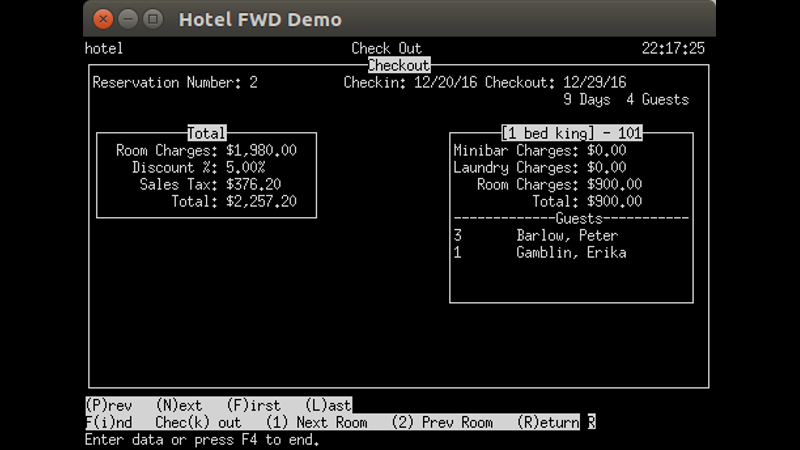 Hotel FWD Demo
hotel Check Out 22:17:25
Checkout
Reservation Number: 2 Checkin: 12/20/16 Checkout: 12/29/16
9 Days 4 Guests
Total
Room Charges: $1,980.00
Discount %: 5.00%
Sales Tax: $376.20
Total: $2,257.20
[1 bed king] - 101
Minibar Charges: $0.00
Laundry Charges: $0.00
Room Charges: $900.00
Total: $900.00
-------------Guests-----------
3 Barlow, Peter
1 Gamblin, Erika
(P)rev (N)ext (F)irst (L)ast
F(i)nd Chec(k) out (1) Next Room (2) Prev Room (R)eturn R
Enter data or press F4 to end.